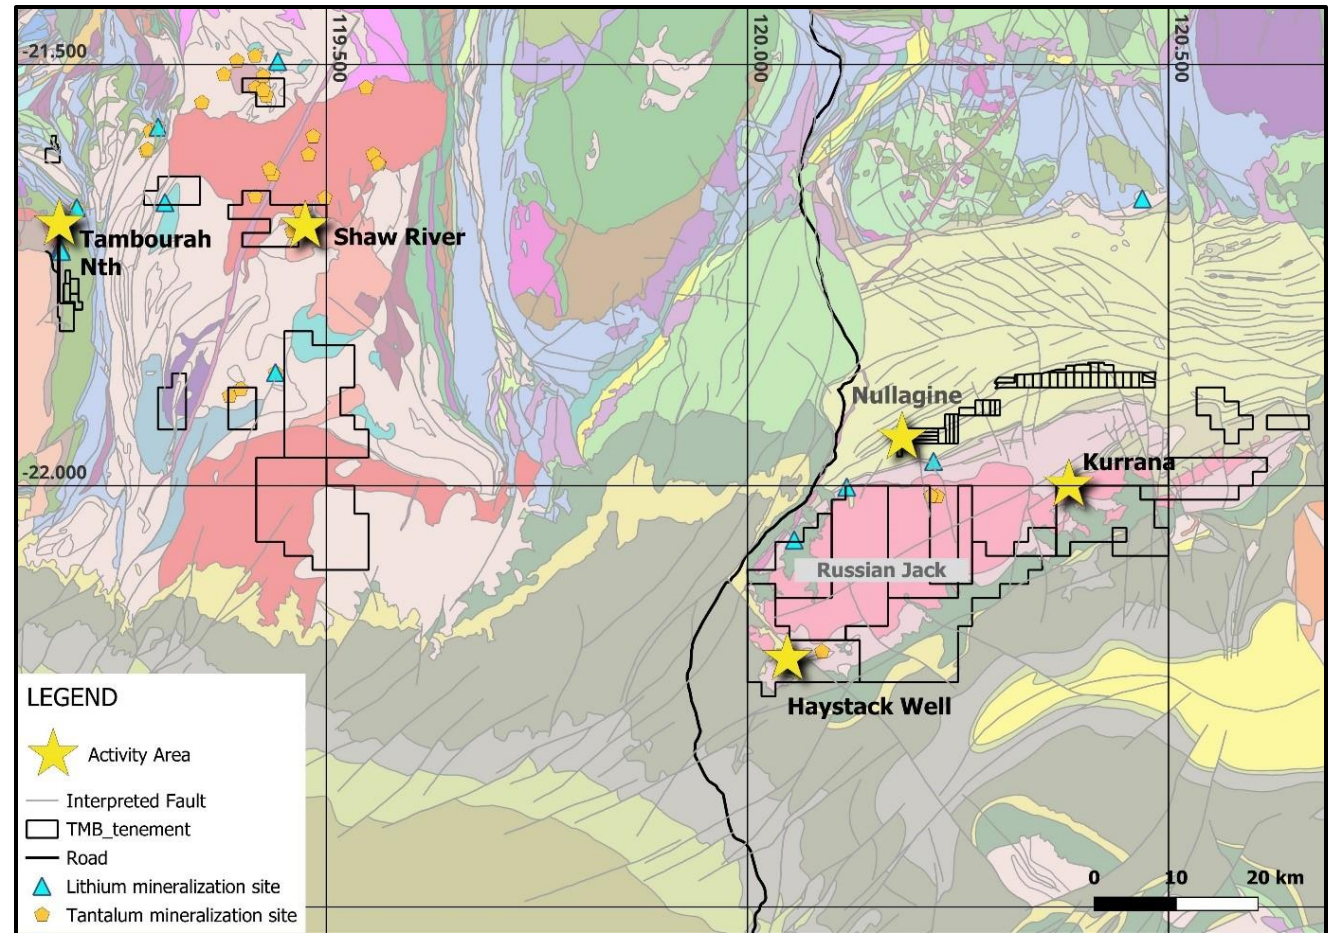 -21.500
119.500
120.000
120.500
Tambourah
Nth
Shaw River
Nullagine
-22.000
Kurrana
Russian Jack
Haystack Well
LEGEND
Activity Area
Interpreted Fault
TMB_tenement
Road
Lithium mineralization site
Tantalum mineralization site
0 10 20 km